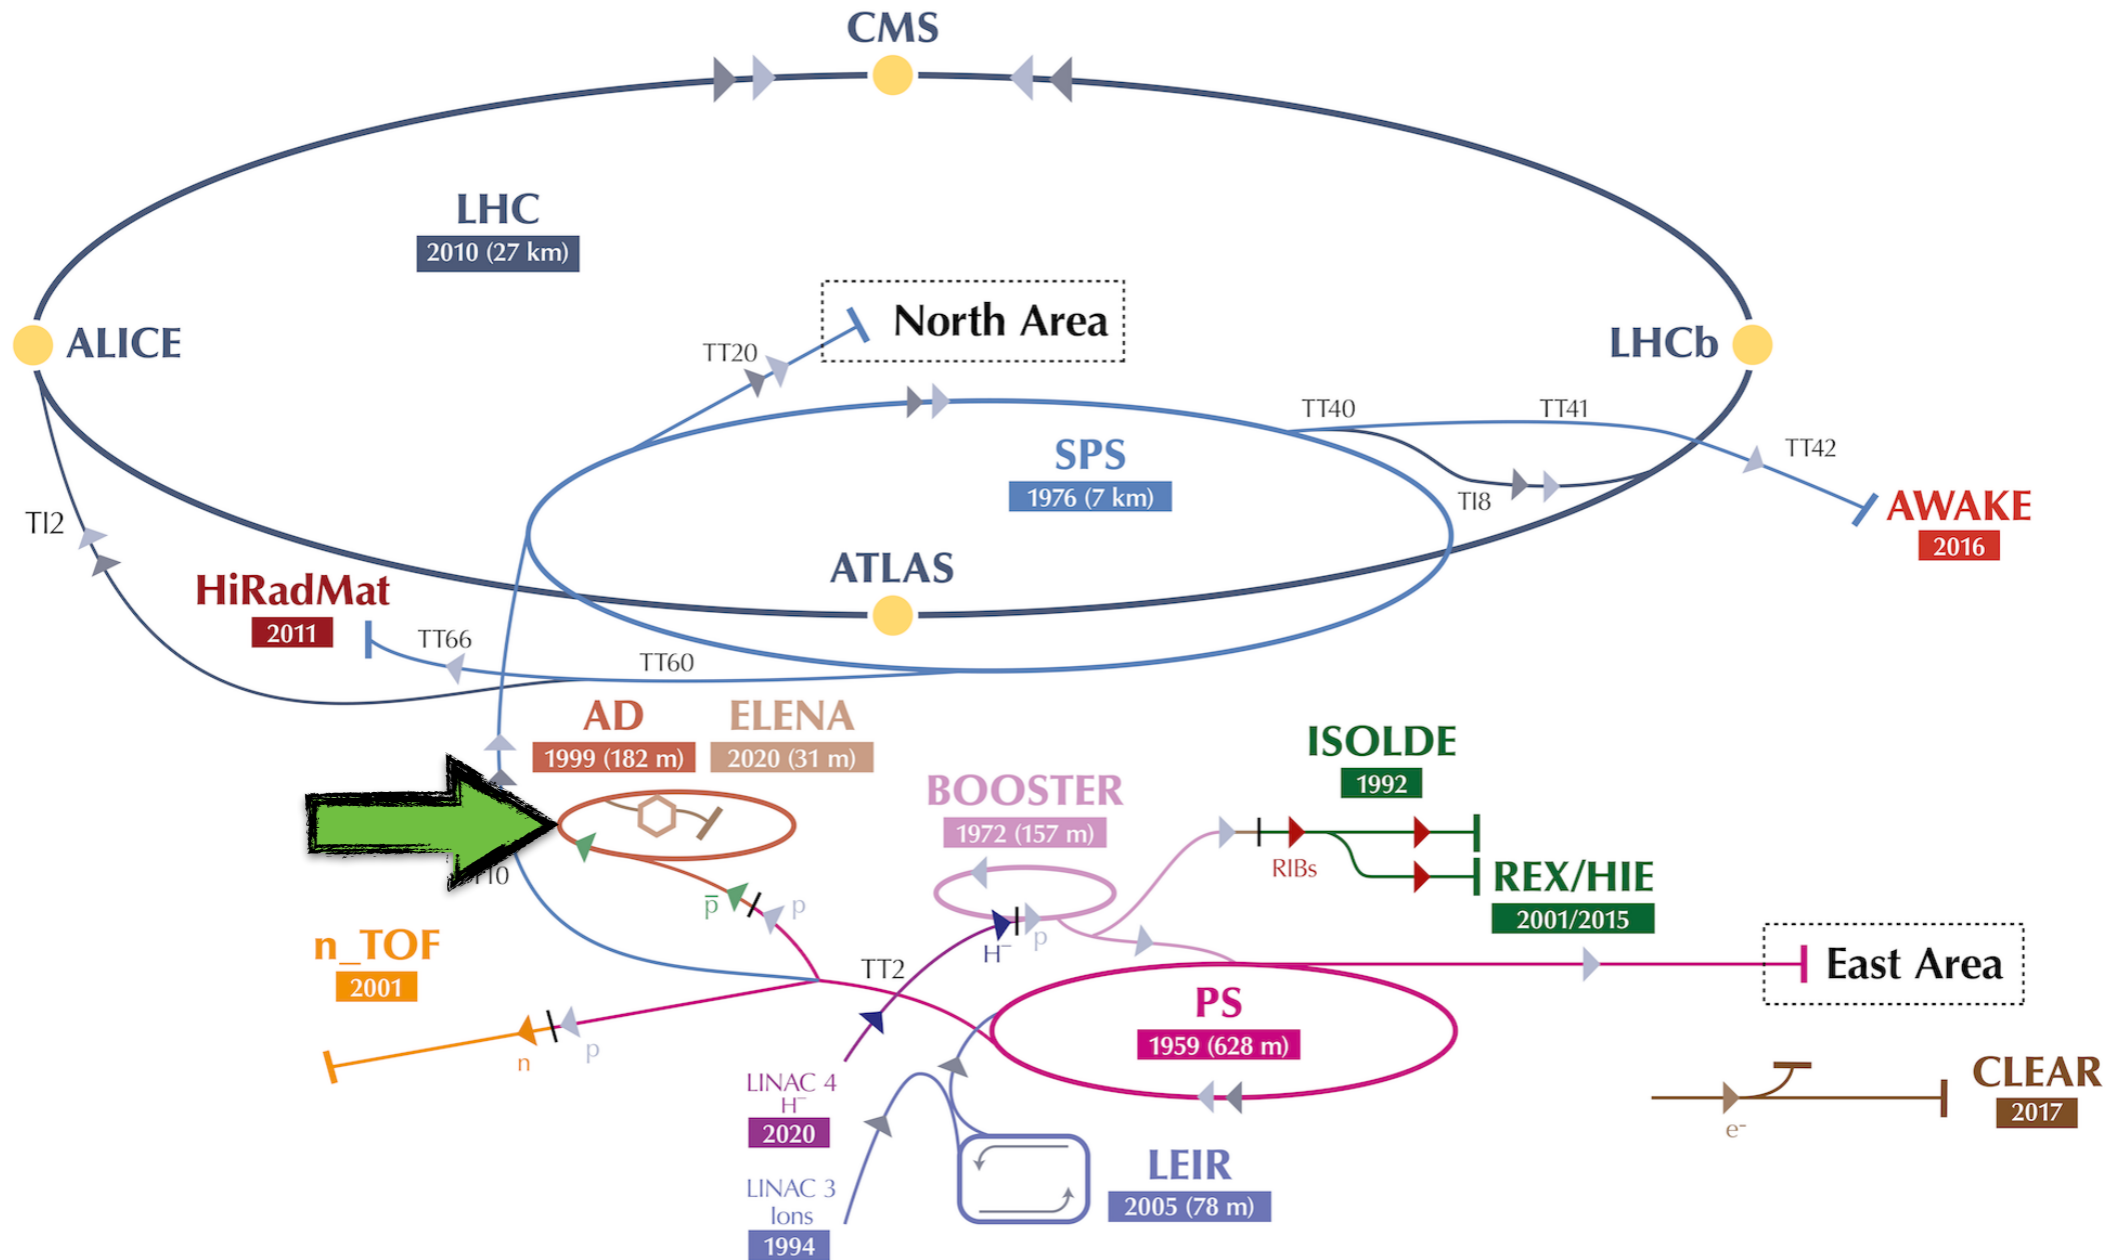 CMS
LHC
2010 (27 km)
North Area
ALICE
LHCb
TT20
TT40
TT41
SPS
1976 (7 km)
TT42
TI8
TI2
AWAKE
2016
ATLAS
HiRadMat
2011
TT66
TT60
AD
1999 (182 m)
ELENA
2020 (31 m)
ISOLDE
1992
BOOSTER
1972 (157 m)
RIBs
REX/HIE
2001/2015
p̅
p
H⁻
p
n_TOF
2001
TT2
East Area
PS
1959 (628 m)
n
p
LINAC 4
H⁻
2020
CLEAR
2017
e⁻
LEIR
2005 (78 m)
LINAC 3
Ions
1994